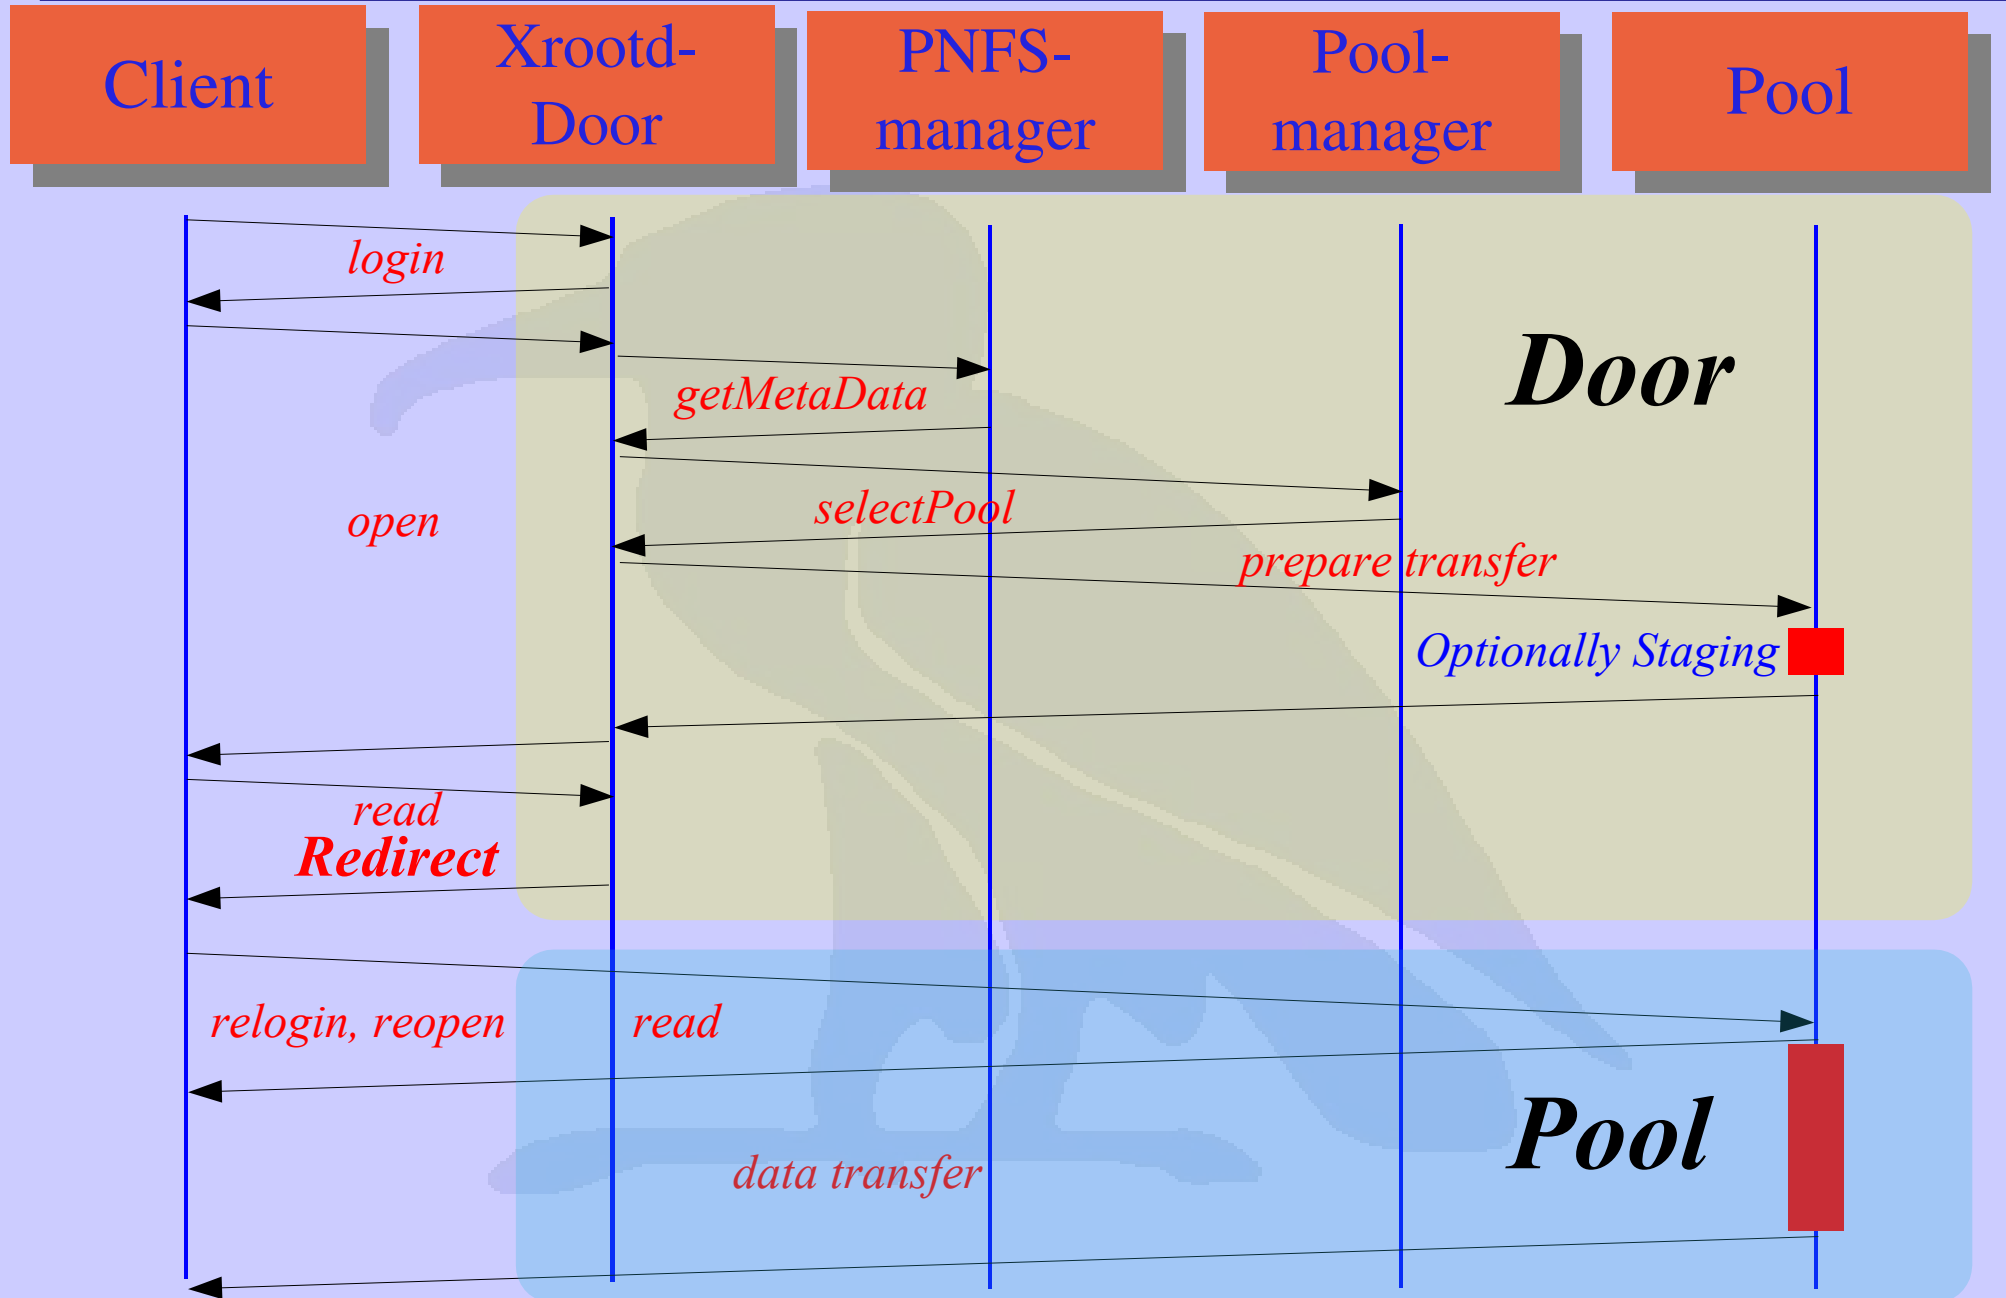 Client
Xrootd-
Door
PNFS-
manager
Pool-
manager
Pool
login
Door
getMetaData
selectPool
open
prepare transfer
Optionally Staging
read
Redirect
relogin, reopen
read
Pool
data transfer